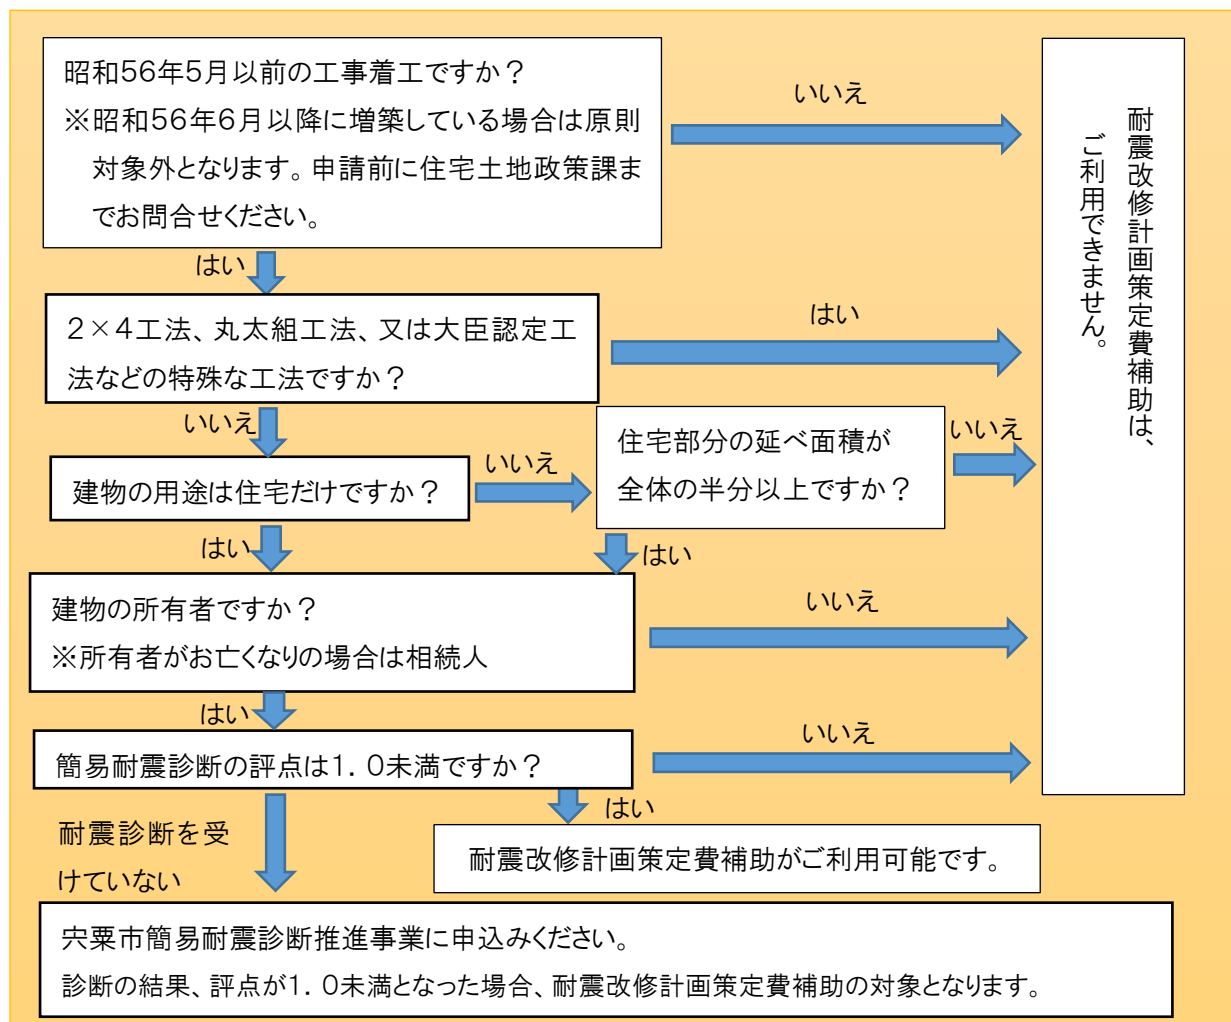 昭和56年5月以前の工事着工ですか？
※昭和56年6月以降に増築している場合は原則
対象外となります。申請前に住宅土地政策課ま
でお問合せください。
いいえ
はい
2×4工法、丸太組工法、又は大臣認定工
法などの特殊な工法ですか？
はい
いいえ
建物の用途は住宅だけですか？
いいえ
住宅部分の延べ面積が
全体の半分以上ですか？
いいえ
はい
はい
建物の所有者ですか？
※所有者がお亡くなりの場合は相続人
いいえ
はい
簡易耐震診断の評点は1．0未満ですか？
いいえ
はい
耐震診断を受
けていない
耐震改修計画策定費補助がご利用可能です。
宍粟市簡易耐震診断推進事業に申込みください。
診断の結果、評点が1．0未満となった場合、耐震改修計画策定費補助の対象となります。
耐震改修計画策定費補助は、
ご利用できません。